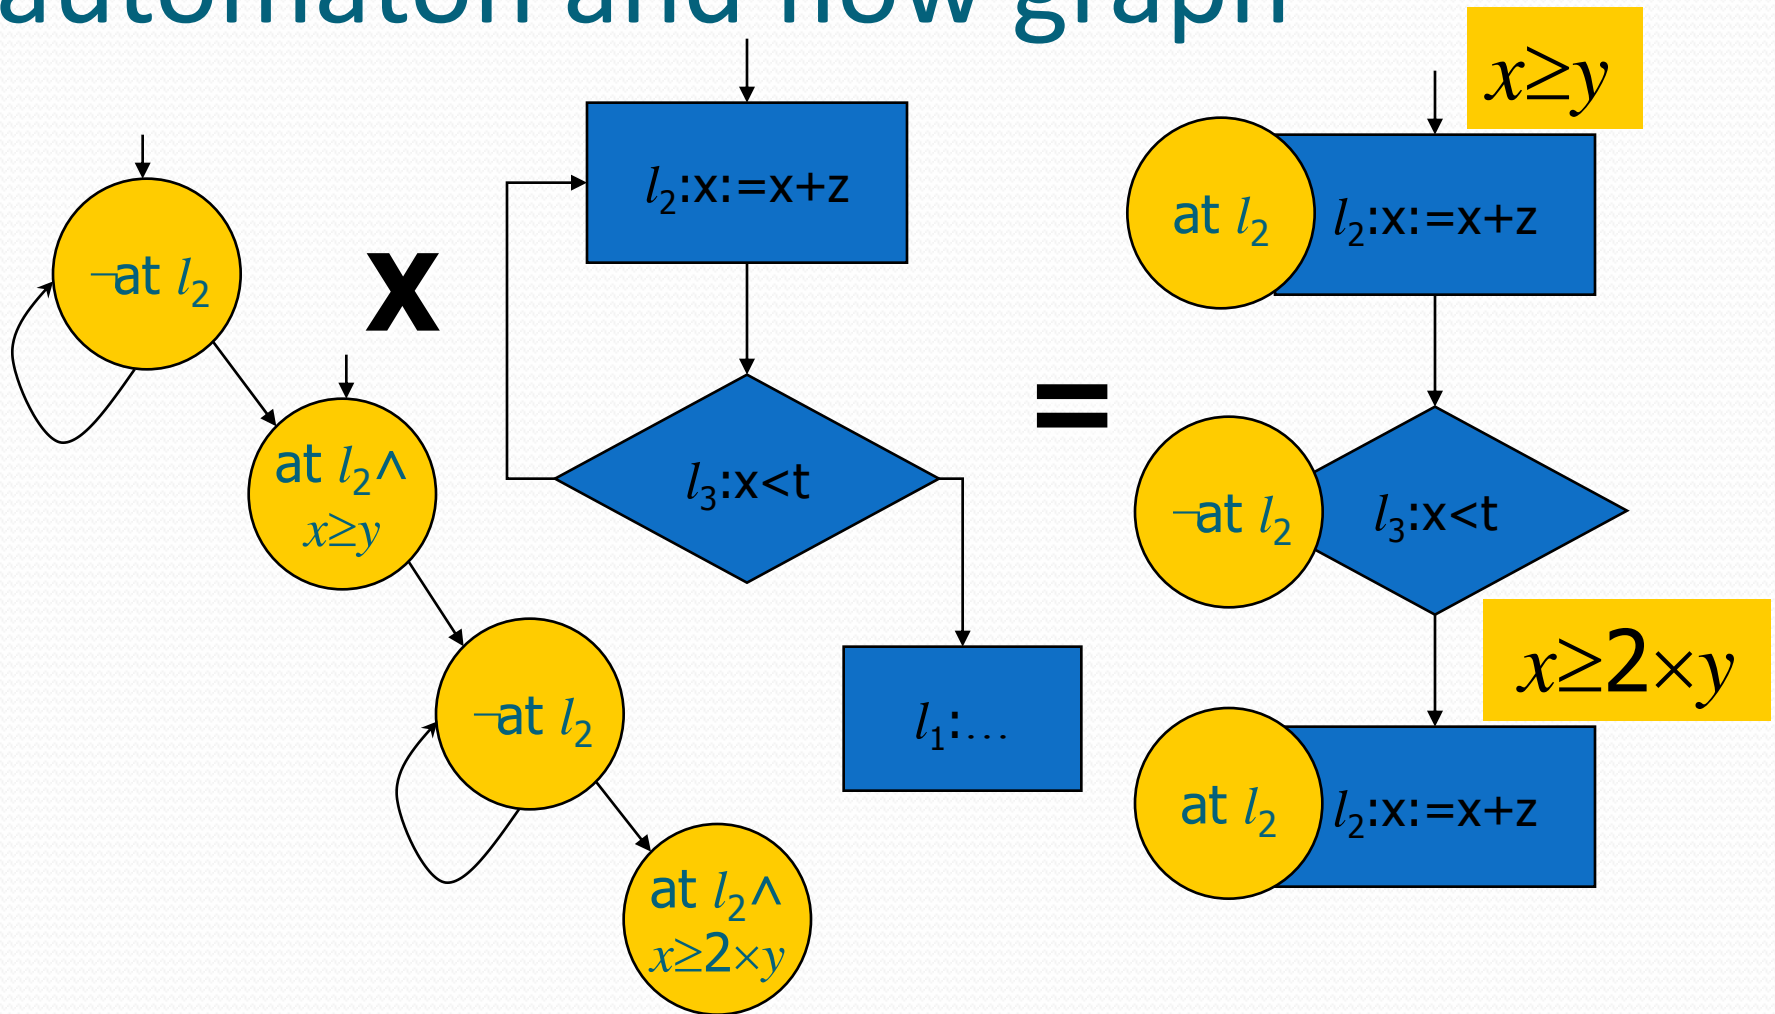 automaton and flow graph
¬at l₂
at l₂∧
x≥y
¬at l₂
at l₂∧
x≥2×y
X
l₂:x:=x+z
l₃:x<t
l₁:...
=
x≥y
at l₂
l₂:x:=x+z
¬at l₂
l₃:x<t
x≥2×y
at l₂
l₂:x:=x+z